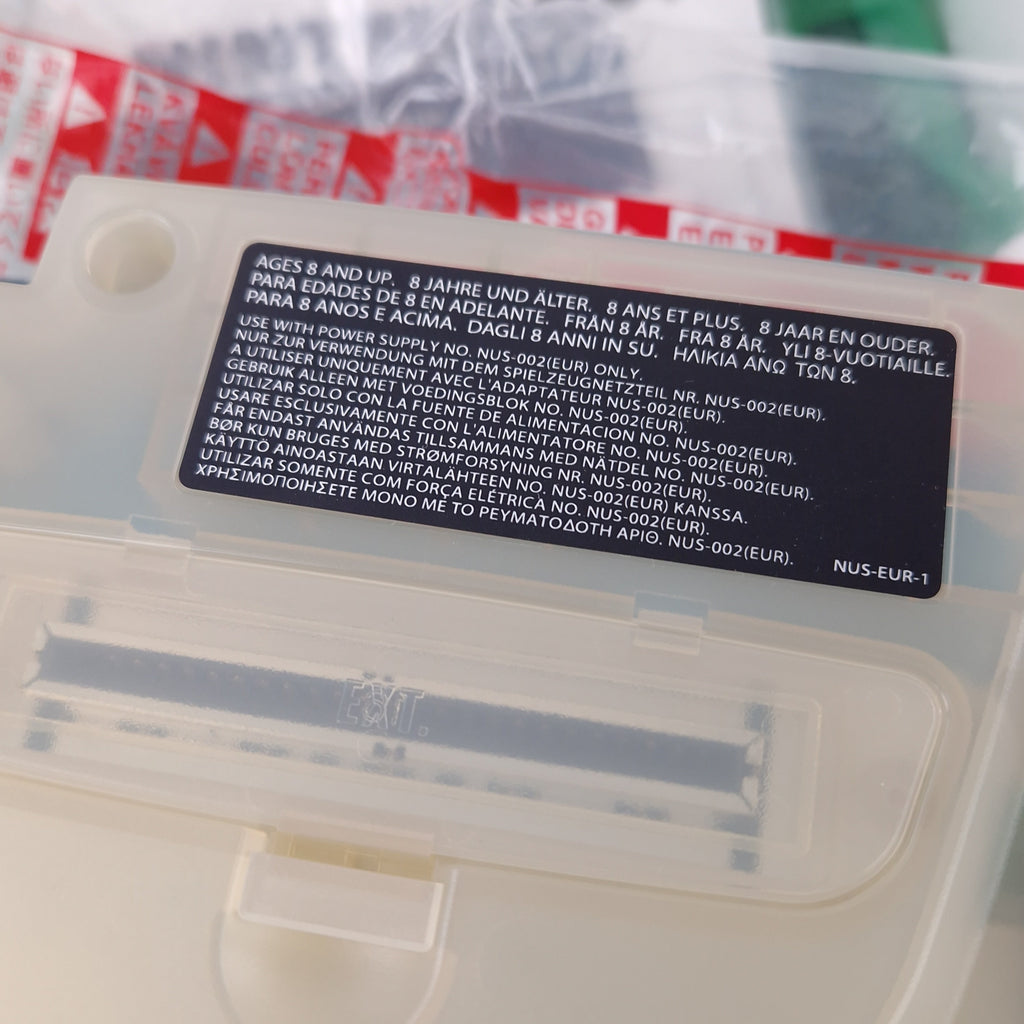 AGES 8 AND UP. 8 JAHRE UND ÄLTER. 8 ANS ET PLUS. 8 JAAR EN OUDER.
PARA EDADES DE 8 EN ADELANTE. FRÅN 8 ÅR. FRA 8 ÅR. YLI 8-VUOTIAILLE.
PARA 8 ANOS E ACIMA. DAGLI 8 ANNI IN SU. ΗΛΙΚΙΑ ΑΝΩ ΤΩΝ 8.
USE WITH POWER SUPPLY NO. NUS-002(EUR) ONLY.
NUR ZUR VERWENDUNG MIT DEM SPIELZEUGNETZTEIL NR. NUS-002(EUR).
A UTILISER UNIQUEMENT AVEC L'ADAPTATEUR NUS-002(EUR).
GEBRUIK ALLEEN MET VOEDINGSBLOK NO. NUS-002(EUR).
UTILIZAR SOLO CON LA FUENTE DE ALIMENTACION NO. NUS-002(EUR).
USARE ESCLUSIVAMENTE CON L'ALIMENTATORE NO. NUS-002(EUR).
FÅR ENDAST ANVÄNDAS TILLSAMMANS MED NÄTDEL NO. NUS-002(EUR).
BØR KUN BRUGES MED STRØMFORSYNING NR. NUS-002(EUR).
KÄYTTÖ AINOASTAAN VIRTALÄHTEEN NO. NUS-002(EUR) KANSSA.
UTILIZAR SOMENTE COM FORÇA ELÉTRICA NO. NUS-002(EUR).
ΧΡΗΣΙΜΟΠΟΙΗΣΕΤΕ ΜΟΝΟ ΜΕ ΤΟ ΡΕΥΜΑΤΟΔΟΤΗ ΑΡΙΘ. NUS-002(EUR).
NUS-EUR-1
EXT.